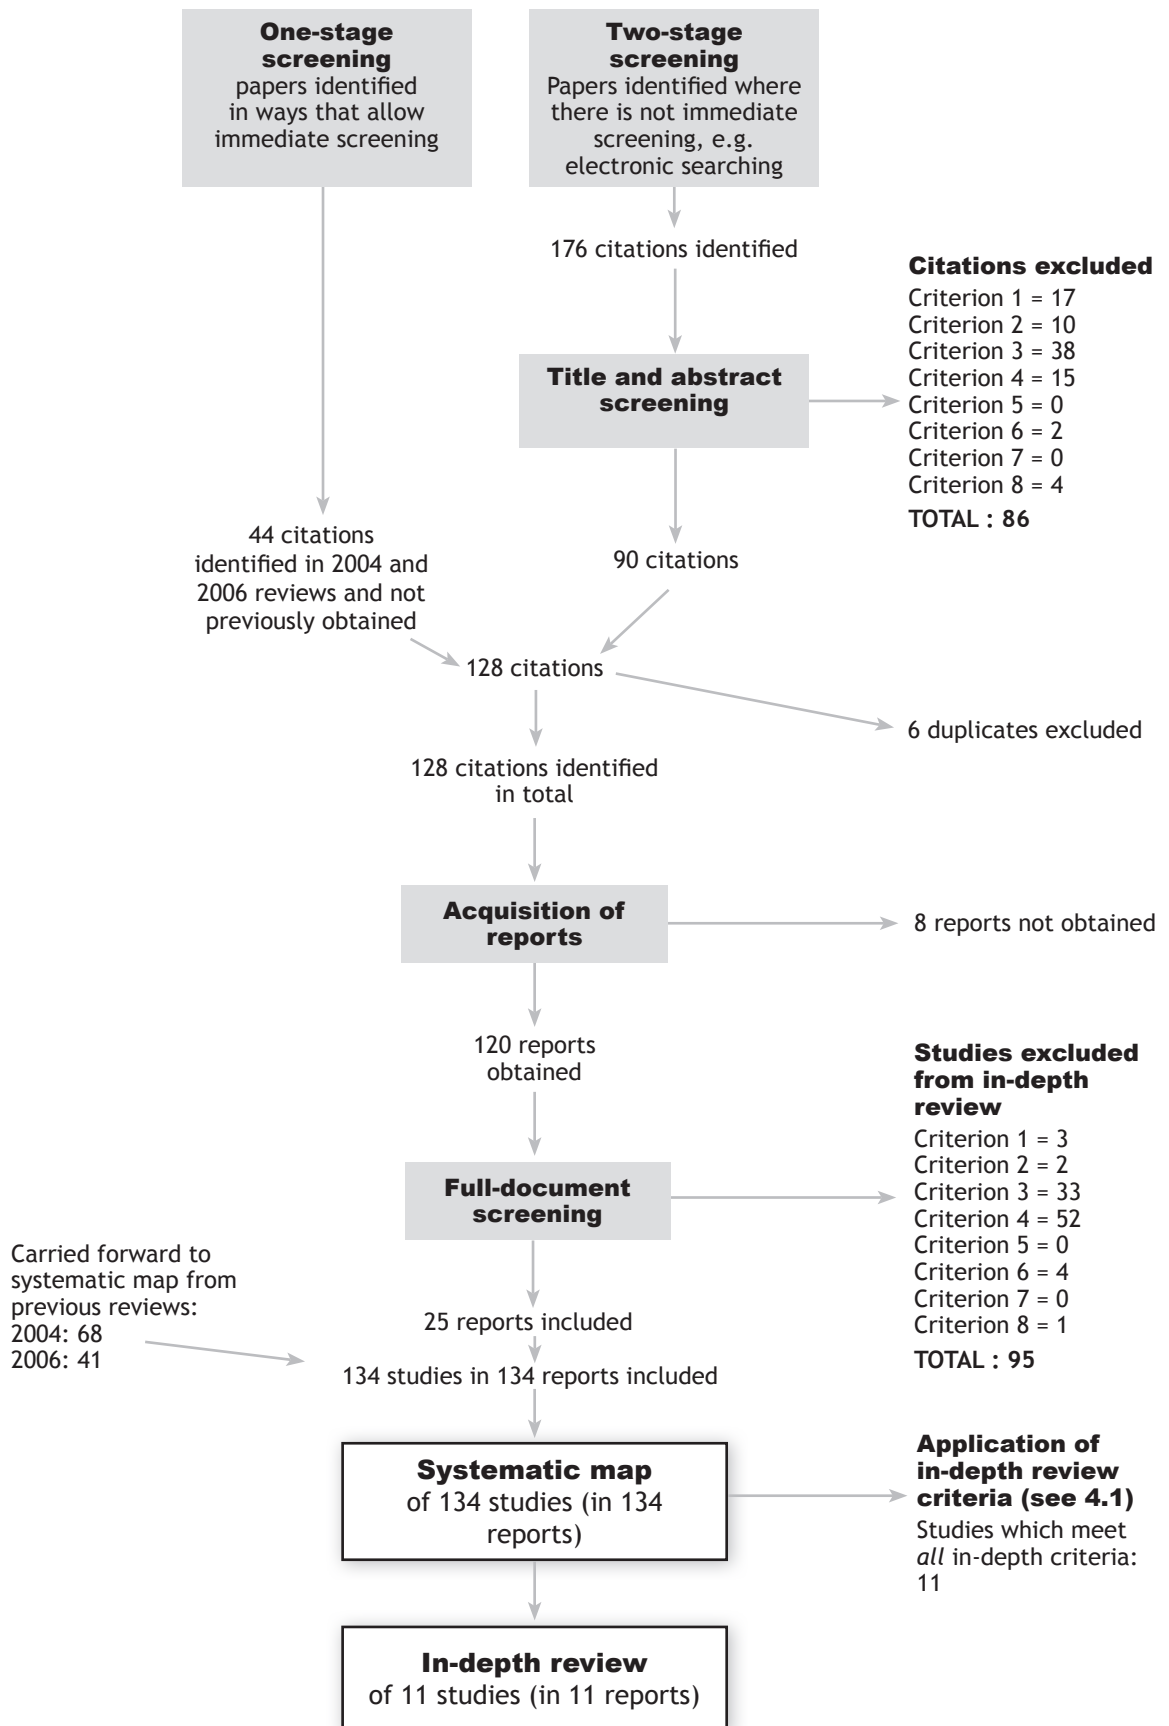 One-stage
screening
papers identified
in ways that allow
immediate screening
Two-stage
screening
Papers identified where
there is not immediate
screening, e.g.
electronic searching
176 citations identified
Citations excluded
Criterion 1 = 17
Criterion 2 = 10
Criterion 3 = 38
Criterion 4 = 15
Criterion 5 = 0
Criterion 6 = 2
Criterion 7 = 0
Criterion 8 = 4
TOTAL : 86
Title and abstract
screening
44 citations
identified in 2004 and
2006 reviews and not
previously obtained
90 citations
128 citations
6 duplicates excluded
128 citations identified
in total
Acquisition of
reports
8 reports not obtained
120 reports
obtained
Studies excluded
from in-depth
review
Criterion 1 = 3
Criterion 2 = 2
Criterion 3 = 33
Criterion 4 = 52
Criterion 5 = 0
Criterion 6 = 4
Criterion 7 = 0
Criterion 8 = 1
TOTAL : 95
Full-document
screening
Carried forward to
systematic map from
previous reviews:
2004: 68
2006: 41
25 reports included
134 studies in 134 reports included
Systematic map
of 134 studies (in 134
reports)
Application of
in-depth review
criteria (see 4.1)
Studies which meet
all in-depth criteria:
11
In-depth review
of 11 studies (in 11 reports)